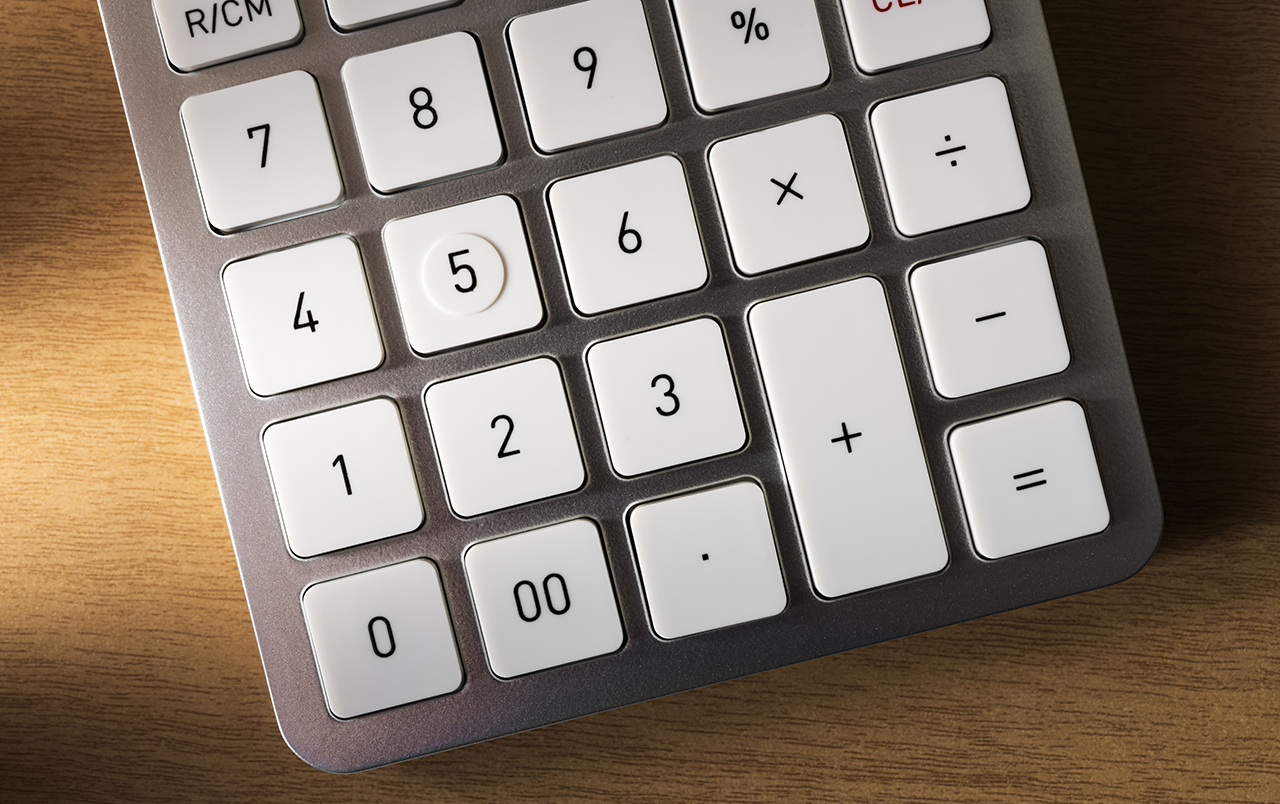 R/CM
7 8 9 %
4 5 6 × ÷
1 2 3 + −
0 00 . =